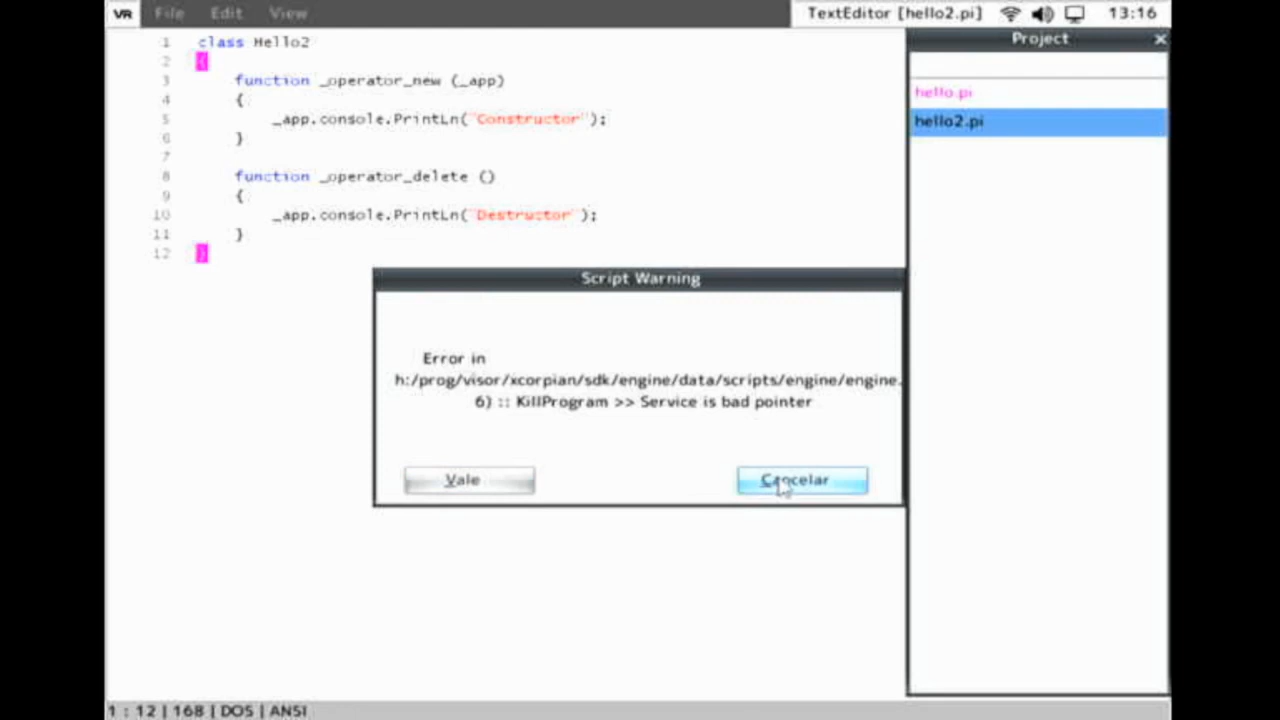 VR File Edit View TextEditor [hello2.pi] 13:16
1 class Hello2
2 {
3 function _operator_new (_app)
4 {
5 _app.console.PrintLn("Constructor");
6 }
7
8 function _operator_delete ()
9 {
10 _app.console.PrintLn("Destructor");
11 }
12 }
Project
hello.pi
hello2.pi
Script Warning
Error in
h:/prog/visor/xcorpian/sdk/engine/data/scripts/engine/engine.
6) :: KillProgram >> Service is bad pointer
Vale Cancelar
1 : 12 | 168 | DOS | ANSI